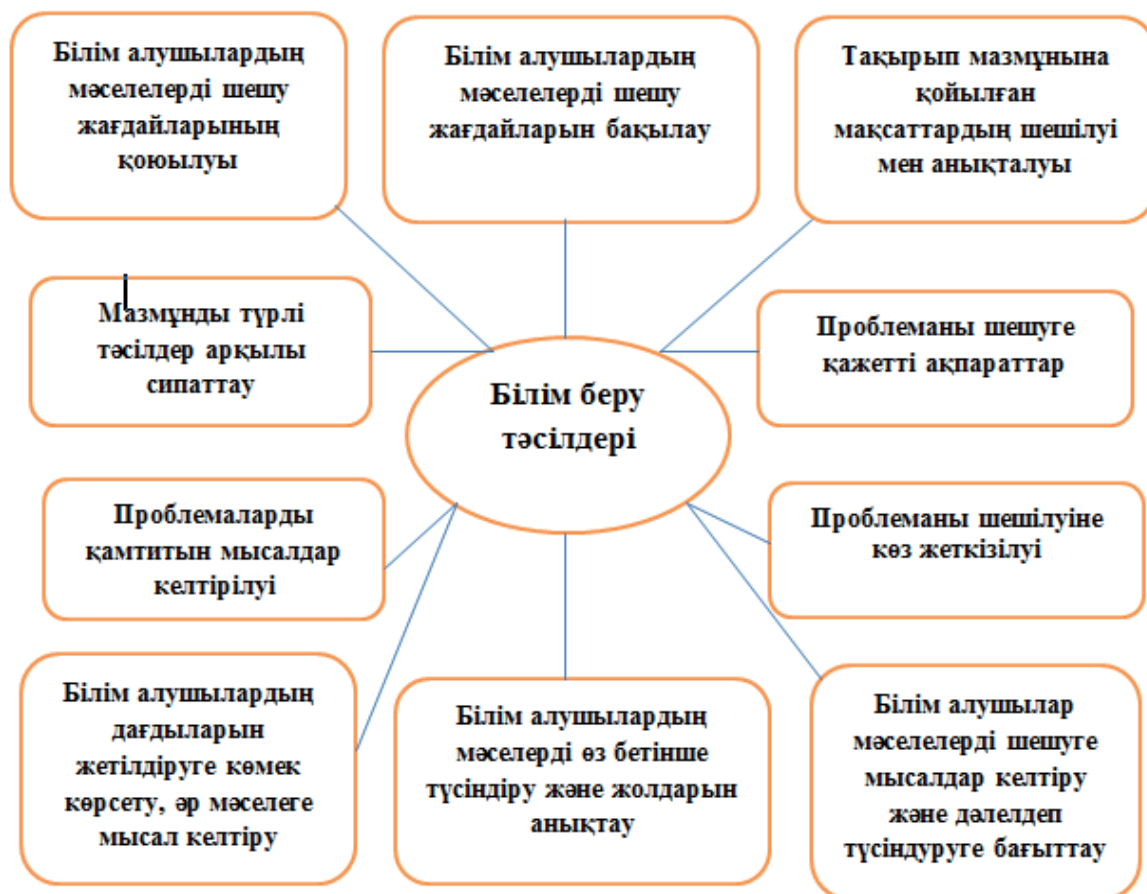 Білім алушылардың
мәселелерді шешу
жағдайларының
қоюылуы
Білім алушылардың
мәселелерді шешу
жағдайларын бақылау
Тақырып мазмұнына
қойылған
мақсаттардың шешілуі
мен анықталуы
Мазмұнды түрлі
тәсілдер арқылы
сипаттау
Проблеманы шешуге
қажетті ақпараттар
Білім беру
тәсілдері
Проблемаларды
қамтитын мысалдар
келтірілуі
Проблеманы шешілуіне
көз жеткізілуі
Білім алушылардың
дағдыларын
жетілдіруге көмек
көрсету, әр мәселеге
мысал келтіру
Білім алушылардың
мәселерді өз бетінше
түсіндіру және жолдарын
анықтау
Білім алушылар
мәселелерді шешуге
мысалдар келтіру
және дәлелдеп
түсіндуруге бағыттау